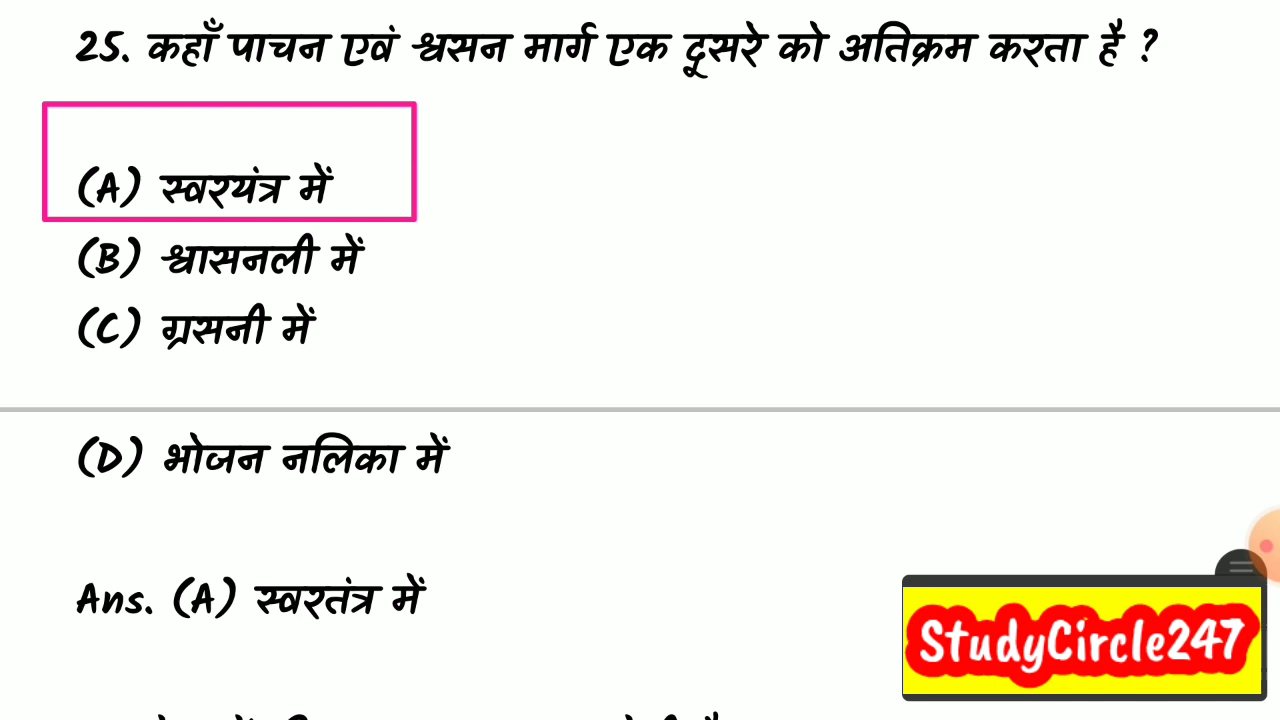 25. कहाँ पाचन एवं श्वसन मार्ग एक दूसरे को अतिक्रम करता है ?
(A) स्वरयंत्र में
(B) श्वासनली में
(C) ग्रसनी में
(D) भोजन नलिका में
Ans. (A) स्वरतंत्र में
StudyCircle247